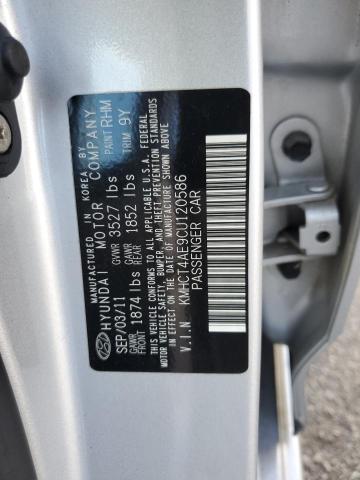 MANUFACTURED IN KOREA BY
HYUNDAI MOTOR COMPANY
SEP/03/11 GVWR 3527 lbs PAINT RHM
GAWR FRONT 1874 lbs GAWR REAR 1852 lbs TRIM 9Y
THIS VEHICLE CONFORMS TO ALL APPLICABLE U.S.A. FEDERAL
MOTOR VEHICLE SAFETY, BUMPER, AND THEFT PREVENTION
STANDARDS IN EFFECT ON THE DATE OF MANUFACTURE SHOWN ABOVE.
V.I.N KMHCT4AE9CU120586
PASSENGER CAR